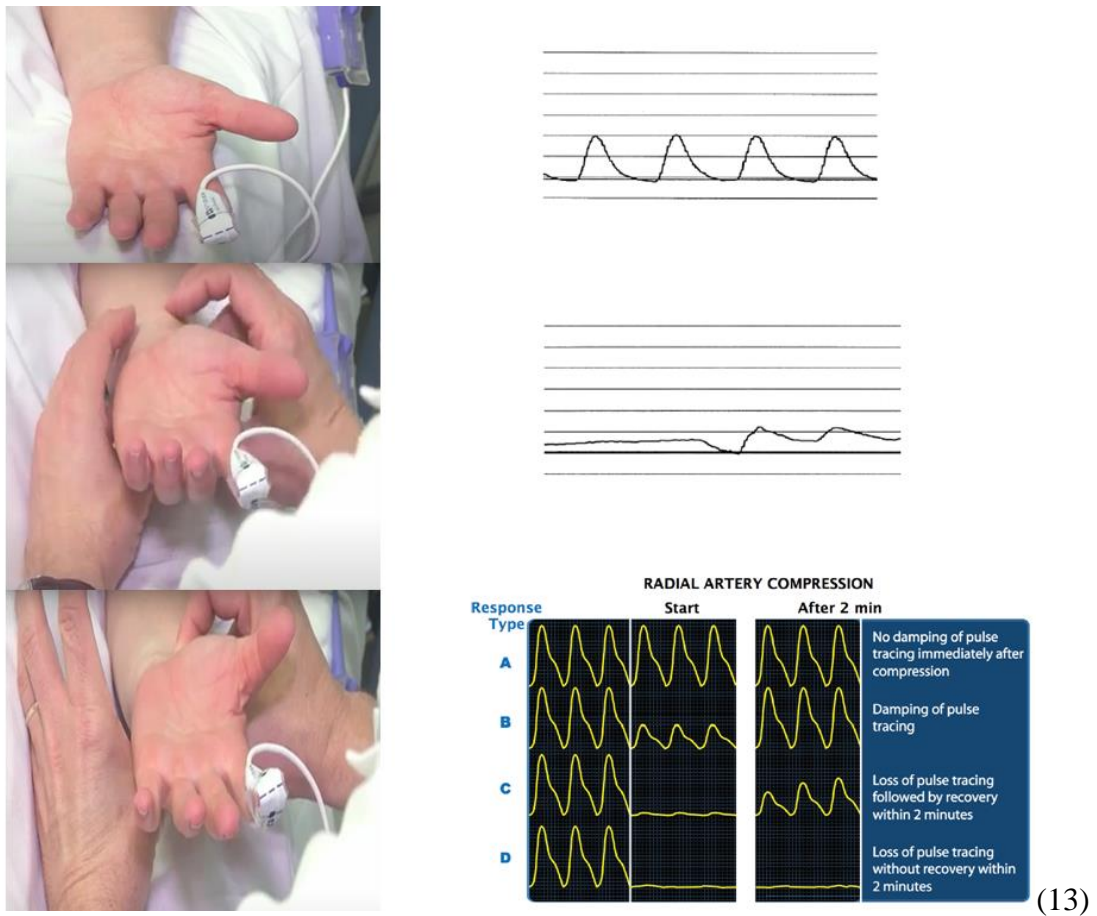 RADIAL ARTERY COMPRESSION
Response
Type
Start
After 2 min
A
No damping of pulse
tracing immediately after
compression
B
Damping of pulse
tracing
C
Loss of pulse tracing
followed by recovery
within 2 minutes
D
Loss of pulse tracing
without recovery within
2 minutes
(13)